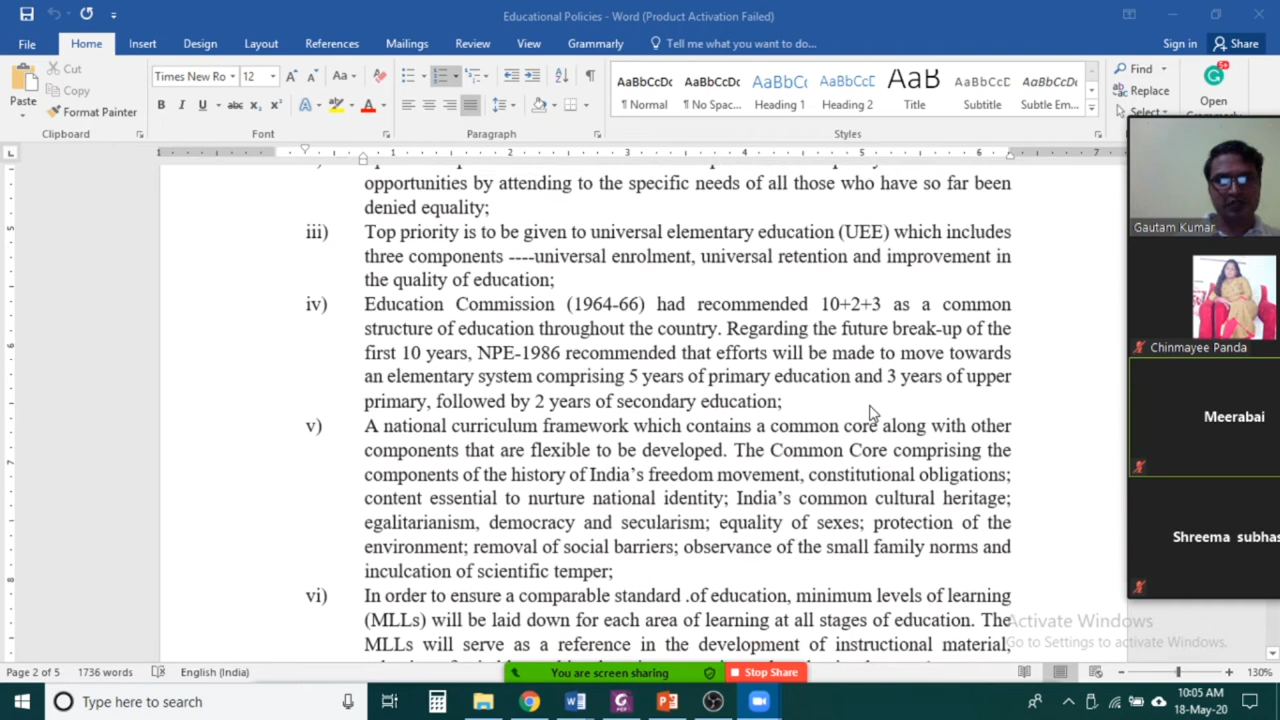 Educational Policies - Word (Product Activation Failed)
File Home Insert Design Layout References Mailings Review View Grammarly Tell me what you want to do... Sign in Share
Cut
Copy
Paste
Format Painter
Times New Ro 12
AaBbCcDc AaBbCcDc AaBbCc AaBbCcE AaB AaBbCcD AaBbCcDc
¶ Normal ¶ No Spac... Heading 1 Heading 2 Title Subtitle Subtle Em...
Find
Replace
Select
Open
Clipboard Font Paragraph Styles
opportunities by attending to the specific needs of all those who have so far been
denied equality;
iii) Top priority is to be given to universal elementary education (UEE) which includes
three components ----universal enrolment, universal retention and improvement in
the quality of education;
iv) Education Commission (1964-66) had recommended 10+2+3 as a common
structure of education throughout the country. Regarding the future break-up of the
first 10 years, NPE-1986 recommended that efforts will be made to move towards
an elementary system comprising 5 years of primary education and 3 years of upper
primary, followed by 2 years of secondary education;
v) A national curriculum framework which contains a common core along with other
components that are flexible to be developed. The Common Core comprising the
components of the history of India's freedom movement, constitutional obligations;
content essential to nurture national identity; India's common cultural heritage;
egalitarianism, democracy and secularism; equality of sexes; protection of the
environment; removal of social barriers; observance of the small family norms and
inculcation of scientific temper;
vi) In order to ensure a comparable standard .of education, minimum levels of learning
(MLLs) will be laid down for each area of learning at all stages of education. The
MLLs will serve as a reference in the development of instructional material,
Gautam Kumar
Chinmayee Panda
Meerabai
Shreema subhas
Activate Windows
Go to Settings to activate Windows.
Page 2 of 5 1736 words English (India)
You are screen sharing Stop Share
130%
Type here to search
10:05 AM
18-May-20